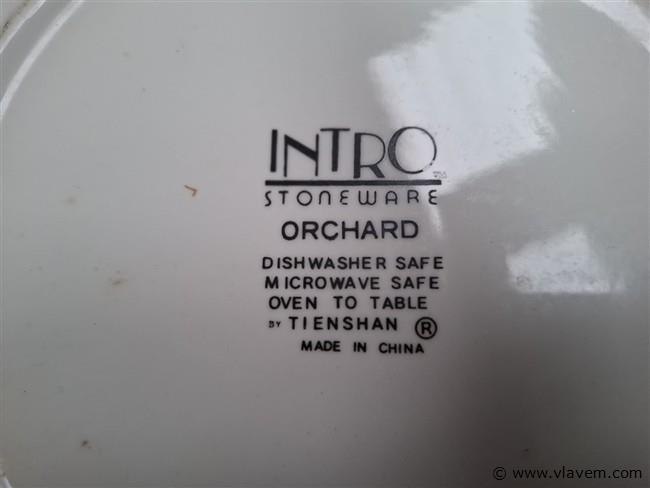 INTRO
STONEWARE
ORCHARD
DISHWASHER SAFE
MICROWAVE SAFE
OVEN TO TABLE
BY TIENSHAN ®
MADE IN CHINA
© www.vlavem.com